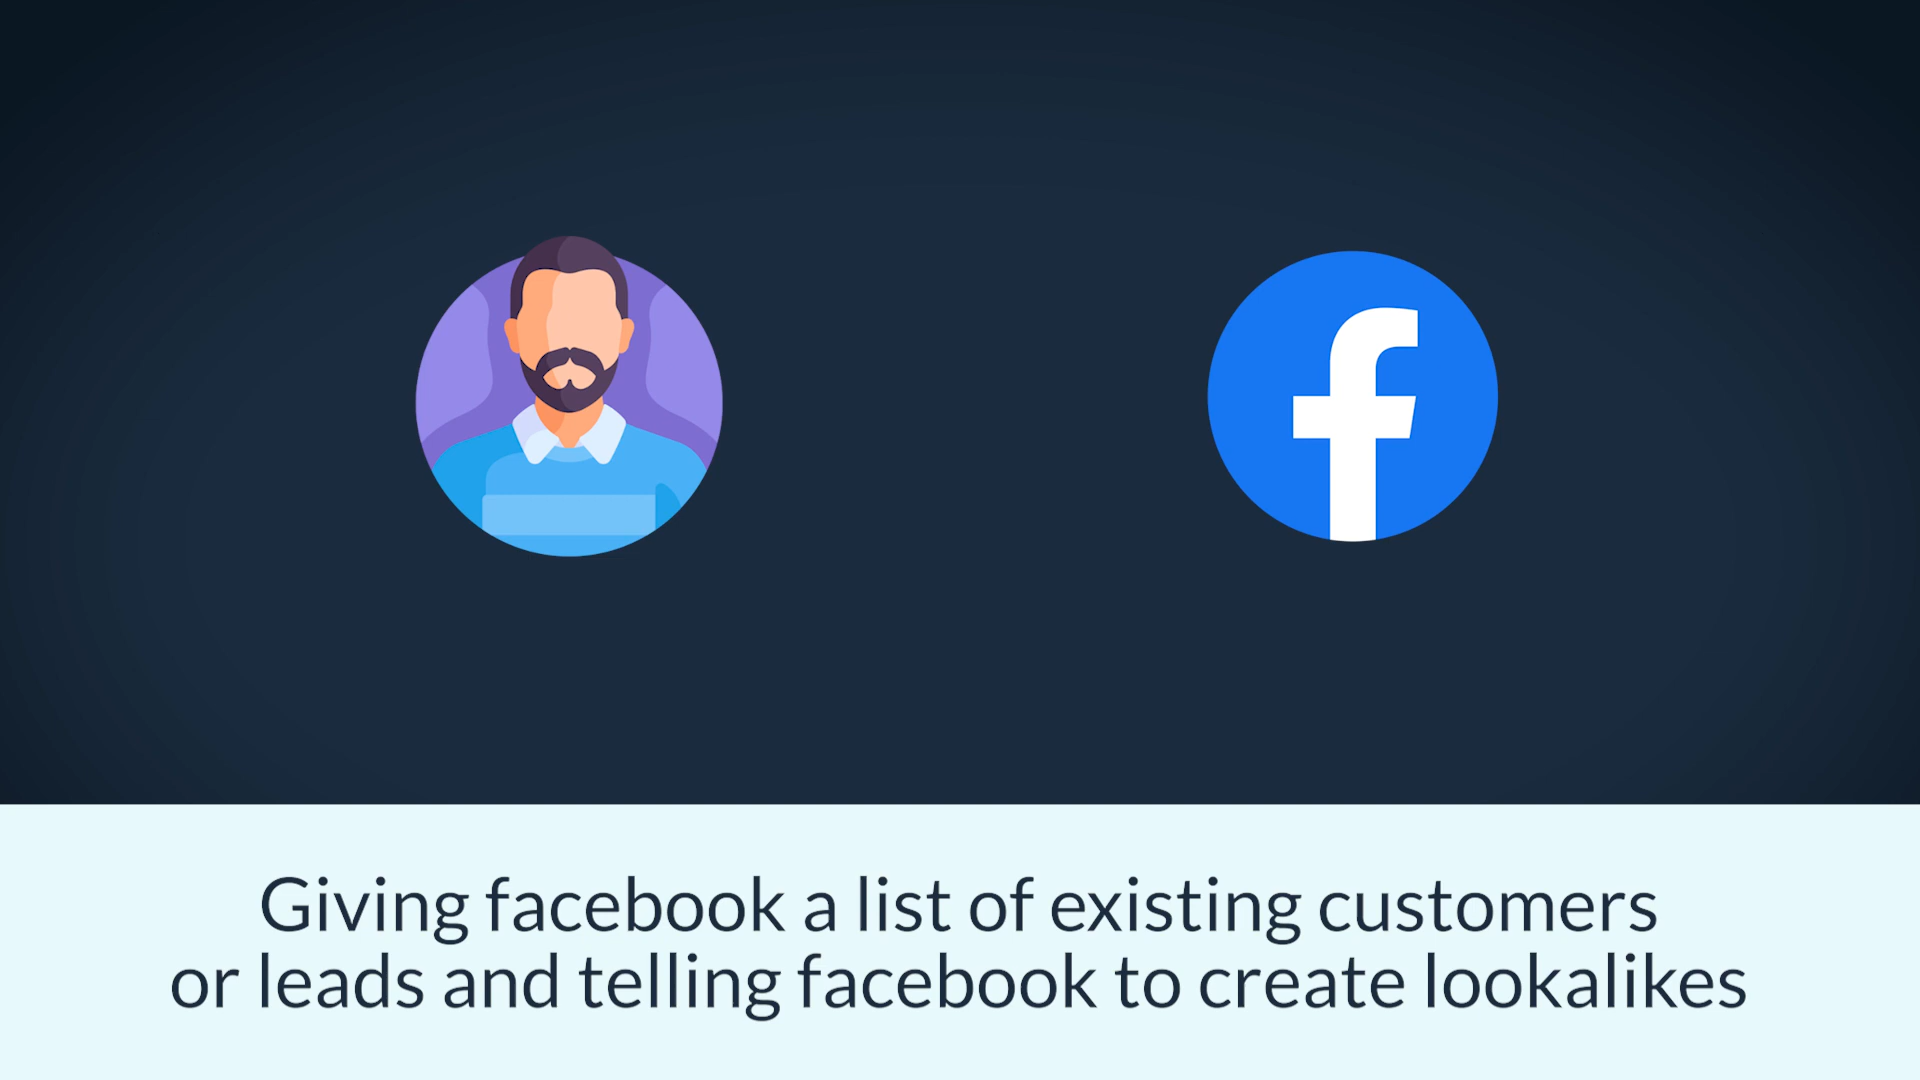 Giving facebook a list of existing customers
or leads and telling facebook to create lookalikes